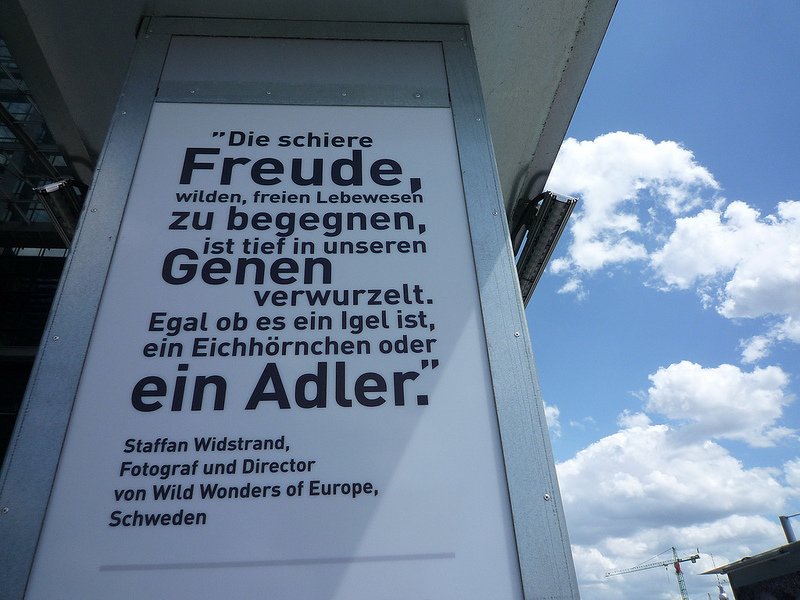 ”Die schiere
Freude,
wilden, freien Lebewesen
zu begegnen,
ist tief in unseren
Genen
verwurzelt.
Egal ob es ein Igel ist,
ein Eichhörnchen oder
ein Adler.”
Staffan Widstrand,
Fotograf und Director
von Wild Wonders of Europe,
Schweden